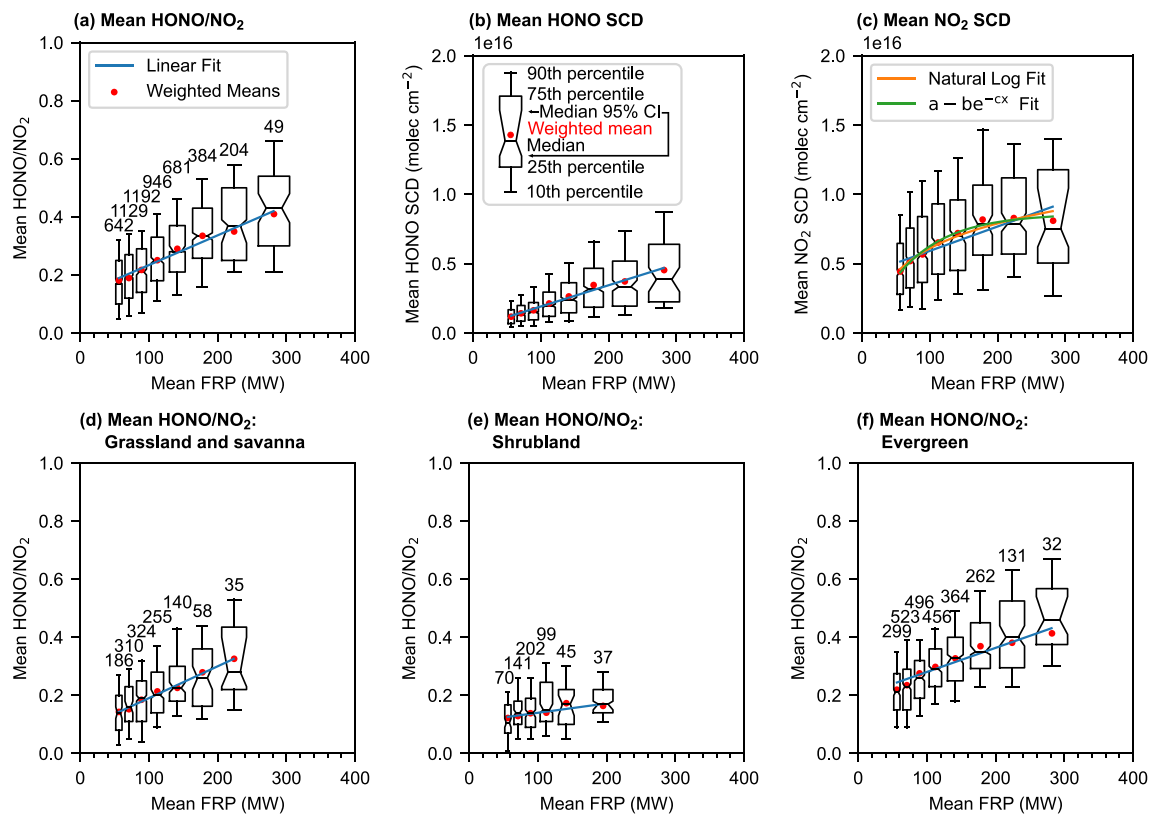 (a) Mean HONO/NO₂
1.0
0.8
0.6
0.4
0.2
0.0
Mean HONO/NO₂
Linear Fit
Weighted Means
642
1129
1192
946
681
384
204
49
0
100
200
300
400
Mean FRP (MW)
(b) Mean HONO SCD
1e16
2.0
1.5
1.0
0.5
0.0
Mean HONO SCD (molec cm⁻²)
90th percentile
75th percentile
Median 95% CI
Weighted mean
Median
25th percentile
10th percentile
0
100
200
300
400
Mean FRP (MW)
(c) Mean NO₂ SCD
1e16
2.0
1.5
1.0
0.5
0.0
Mean NO₂ SCD (molec cm⁻²)
Natural Log Fit
a − be⁻ᶜˣ Fit
0
100
200
300
400
Mean FRP (MW)
(d) Mean HONO/NO₂:
Grassland and savanna
1.0
0.8
0.6
0.4
0.2
0.0
Mean HONO/NO₂
186
310
324
255
140
58
35
0
100
200
300
400
Mean FRP (MW)
(e) Mean HONO/NO₂:
Shrubland
1.0
0.8
0.6
0.4
0.2
0.0
Mean HONO/NO₂
70
141
202
99
45
37
0
100
200
300
400
Mean FRP (MW)
(f) Mean HONO/NO₂:
Evergreen
1.0
0.8
0.6
0.4
0.2
0.0
Mean HONO/NO₂
299
523
496
456
364
262
131
32
0
100
200
300
400
Mean FRP (MW)